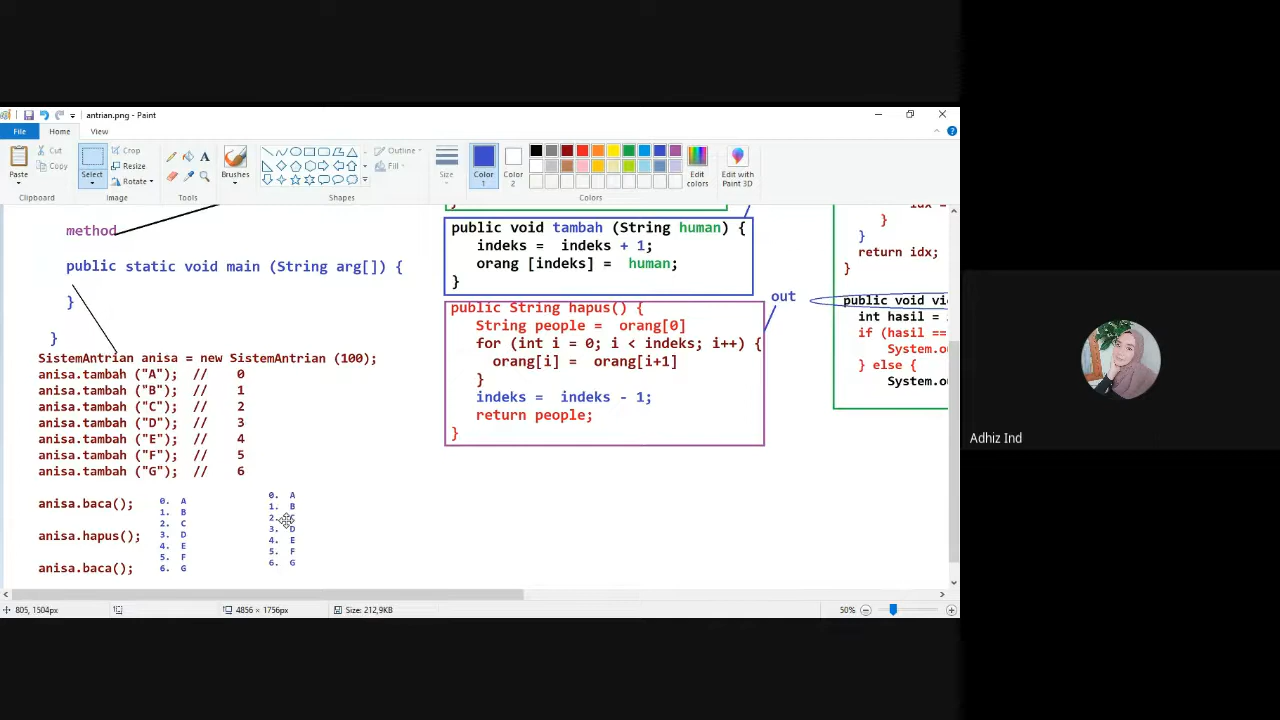 antrian.png - Paint
File
Home
View
Cut
Copy
Paste
Clipboard
Crop
Resize
Rotate
Select
Image
Tools
Brushes
Outline
Fill
Shapes
Size
Color 1
Color 2
Edit colors
Colors
Edit with Paint 3D
method
public static void main (String arg[]) {
}
}
SistemAntrian anisa = new SistemAntrian (100);
anisa.tambah ("A"); // 0
anisa.tambah ("B"); // 1
anisa.tambah ("C"); // 2
anisa.tambah ("D"); // 3
anisa.tambah ("E"); // 4
anisa.tambah ("F"); // 5
anisa.tambah ("G"); // 6
anisa.baca();
anisa.hapus();
anisa.baca();
0. A
1. B
2. C
3. D
4. E
5. F
6. G
0. A
1. B
2.
3. D
4. E
5. F
6. G
public void tambah (String human) {
indeks = indeks + 1;
orang [indeks] = human;
}
public String hapus() {
String people = orang[0]
for (int i = 0; i < indeks; i++) {
orang[i] = orang[i+1]
}
indeks = indeks - 1;
return people;
}
out
}
}
return idx;
}
public void
int hasil =
if (hasil ==
} else {
805, 1504px
4856 × 1756px
Size: 212,9KB
50%
Adhiz Ind